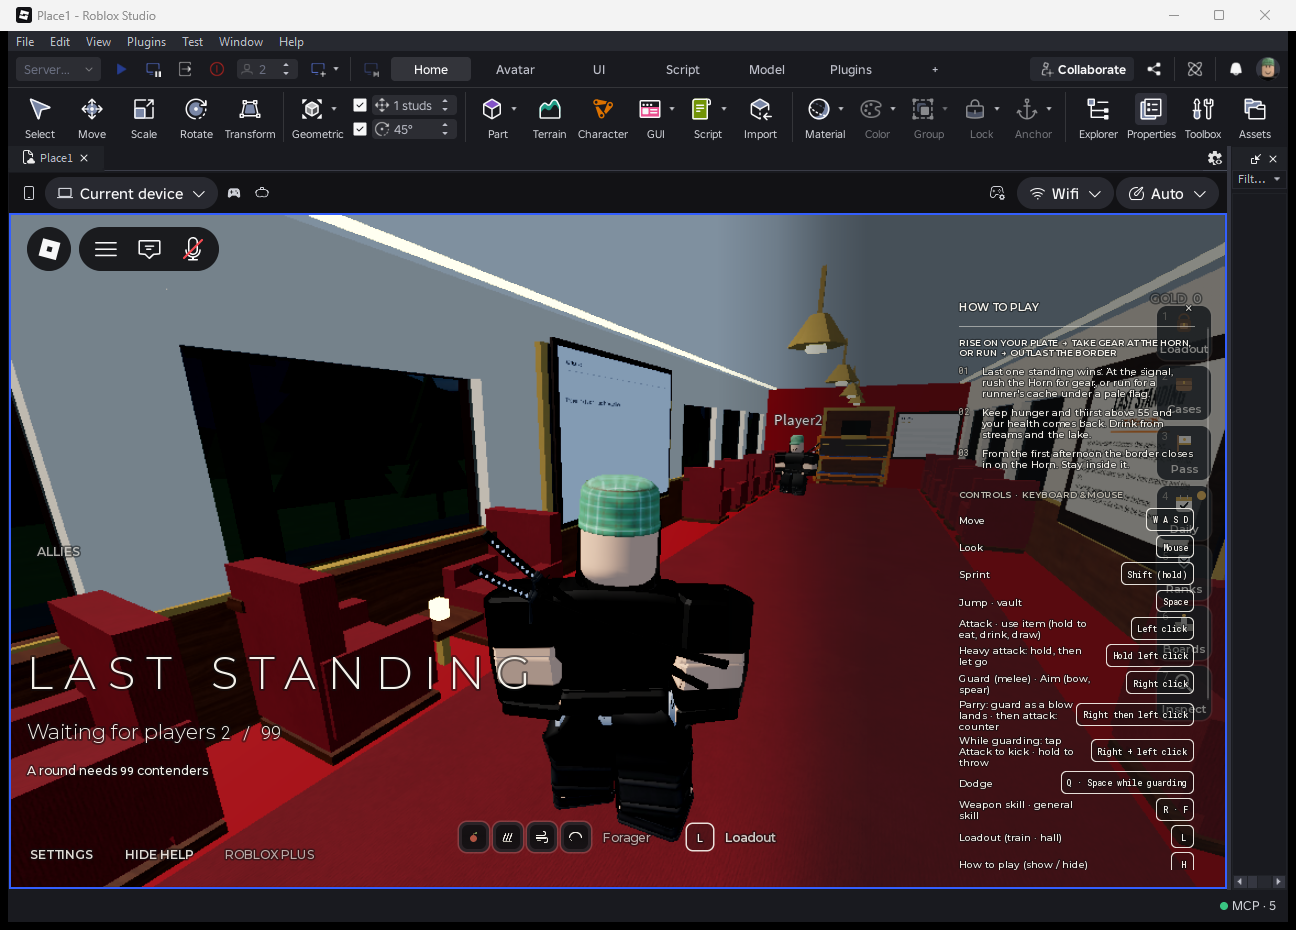 Place1 - Roblox Studio
File Edit View Plugins Test Window Help
Server... 2 Home Avatar UI Script Model Plugins + Collaborate
Select Move Scale Rotate Transform Geometric 1 studs 45° Part Terrain Character GUI Script Import Material Color Group Lock Anchor Explorer Properties Toolbox Assets
Place1
Current device Wifi Auto
Filt...
GOLD 0
HOW TO PLAY
RISE ON YOUR PLATE → TAKE GEAR AT THE HORN,
OR RUN → OUTLAST THE BORDER
01 Last one standing wins. At the signal,
rush the Horn for gear, or run for a
runner's cache under a pale flag.
02 Keep hunger and thirst above 55 and
your health comes back. Drink from
streams and the lake.
03 From the first afternoon the border closes
in on the Horn. Stay inside it.
CONTROLS · KEYBOARD & MOUSE
Move W A S D
Look Mouse
Sprint Shift (hold)
Jump · vault Space
Attack · use item (hold to
eat, drink, draw) Left click
Heavy attack: hold, then
let go Hold left click
Guard (melee) · Aim (bow,
spear) Right click
Parry: guard as a blow
lands · then attack:
counter Right then left click
While guarding: tap
Attack to kick · hold to
throw Right + left click
Dodge Q · Space while guarding
Weapon skill · general
skill R · F
Loadout (train · hall) L
How to play (show / hide) H
1 Loadout
2 Cases
3 Pass
4 Daily
Ranks
Boards
Inspect
Player2
ALLIES
LAST STANDING
Waiting for players 2 / 99
A round needs 99 contenders
SETTINGS HIDE HELP ROBLOX PLUS
Forager L Loadout
MCP · 5